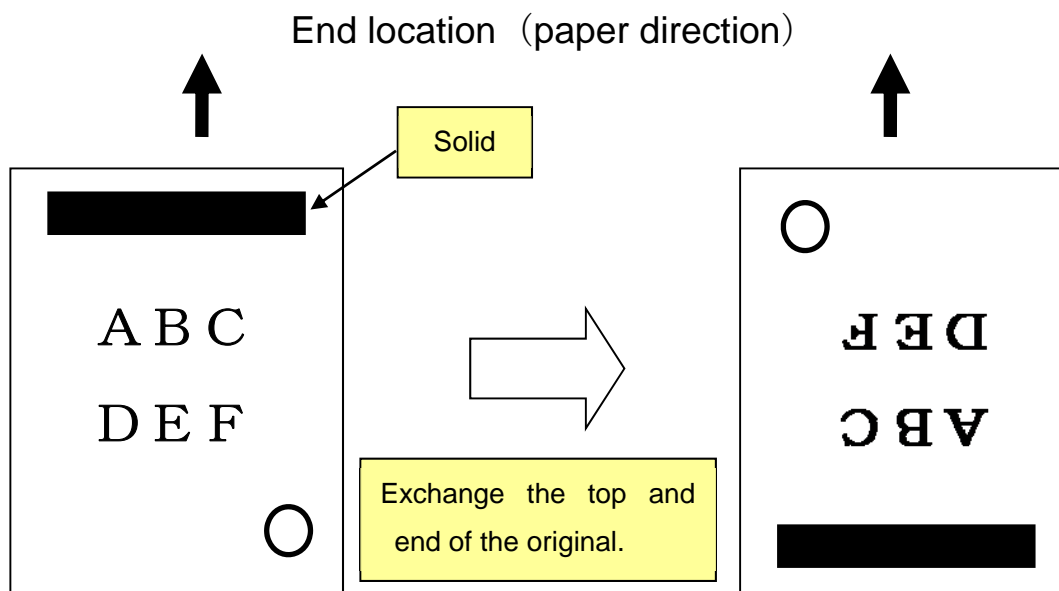 End location（paper direction）
Solid
A B C
D E F
Exchange the top and
end of the original.
A B C
D E F